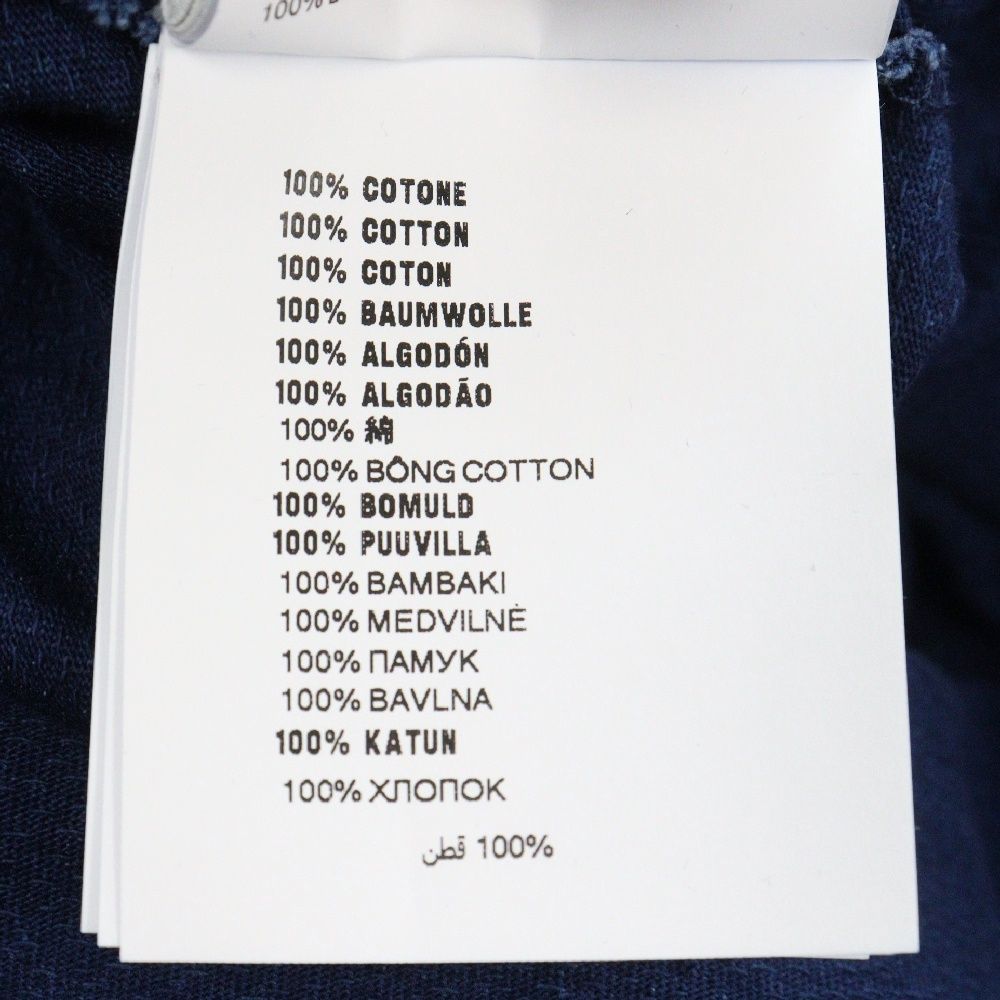 100%
100% COTONE
100% COTTON
100% COTON
100% BAUMWOLLE
100% ALGODÓN
100% ALGODÃO
100% 綿
100% BÔNG COTTON
100% BOMULD
100% PUUVILLA
100% BAMBAKI
100% MEDVILNĖ
100% ПАМУК
100% BAVLNA
100% KATUN
100% ХЛОПОК
100% قطن